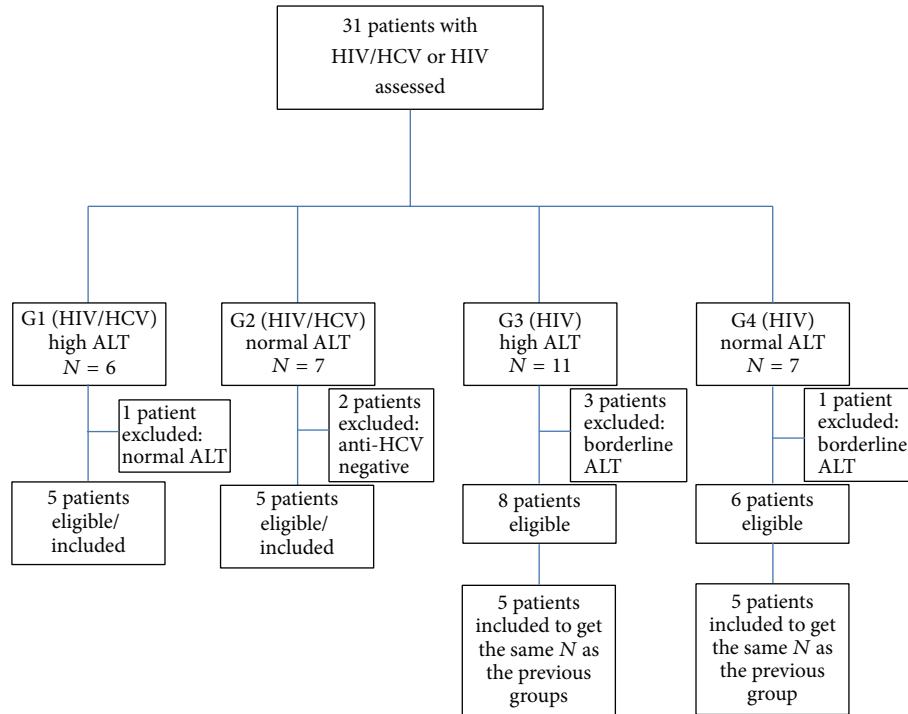 31 patients with
HIV/HCV or HIV
assessed
G1 (HIV/HCV)
high ALT
N = 6
G2 (HIV/HCV)
normal ALT
N = 7
G3 (HIV)
high ALT
N = 11
G4 (HIV)
normal ALT
N = 7
1 patient
excluded:
normal ALT
2 patients
excluded:
anti-HCV
negative
3 patients
excluded:
borderline
ALT
1 patient
excluded:
borderline
ALT
5 patients
eligible/
included
5 patients
eligible/
included
8 patients
eligible
6 patients
eligible
5 patients
included to get
the same N as
the previous
groups
5 patients
included to get
the same N as
the previous
group